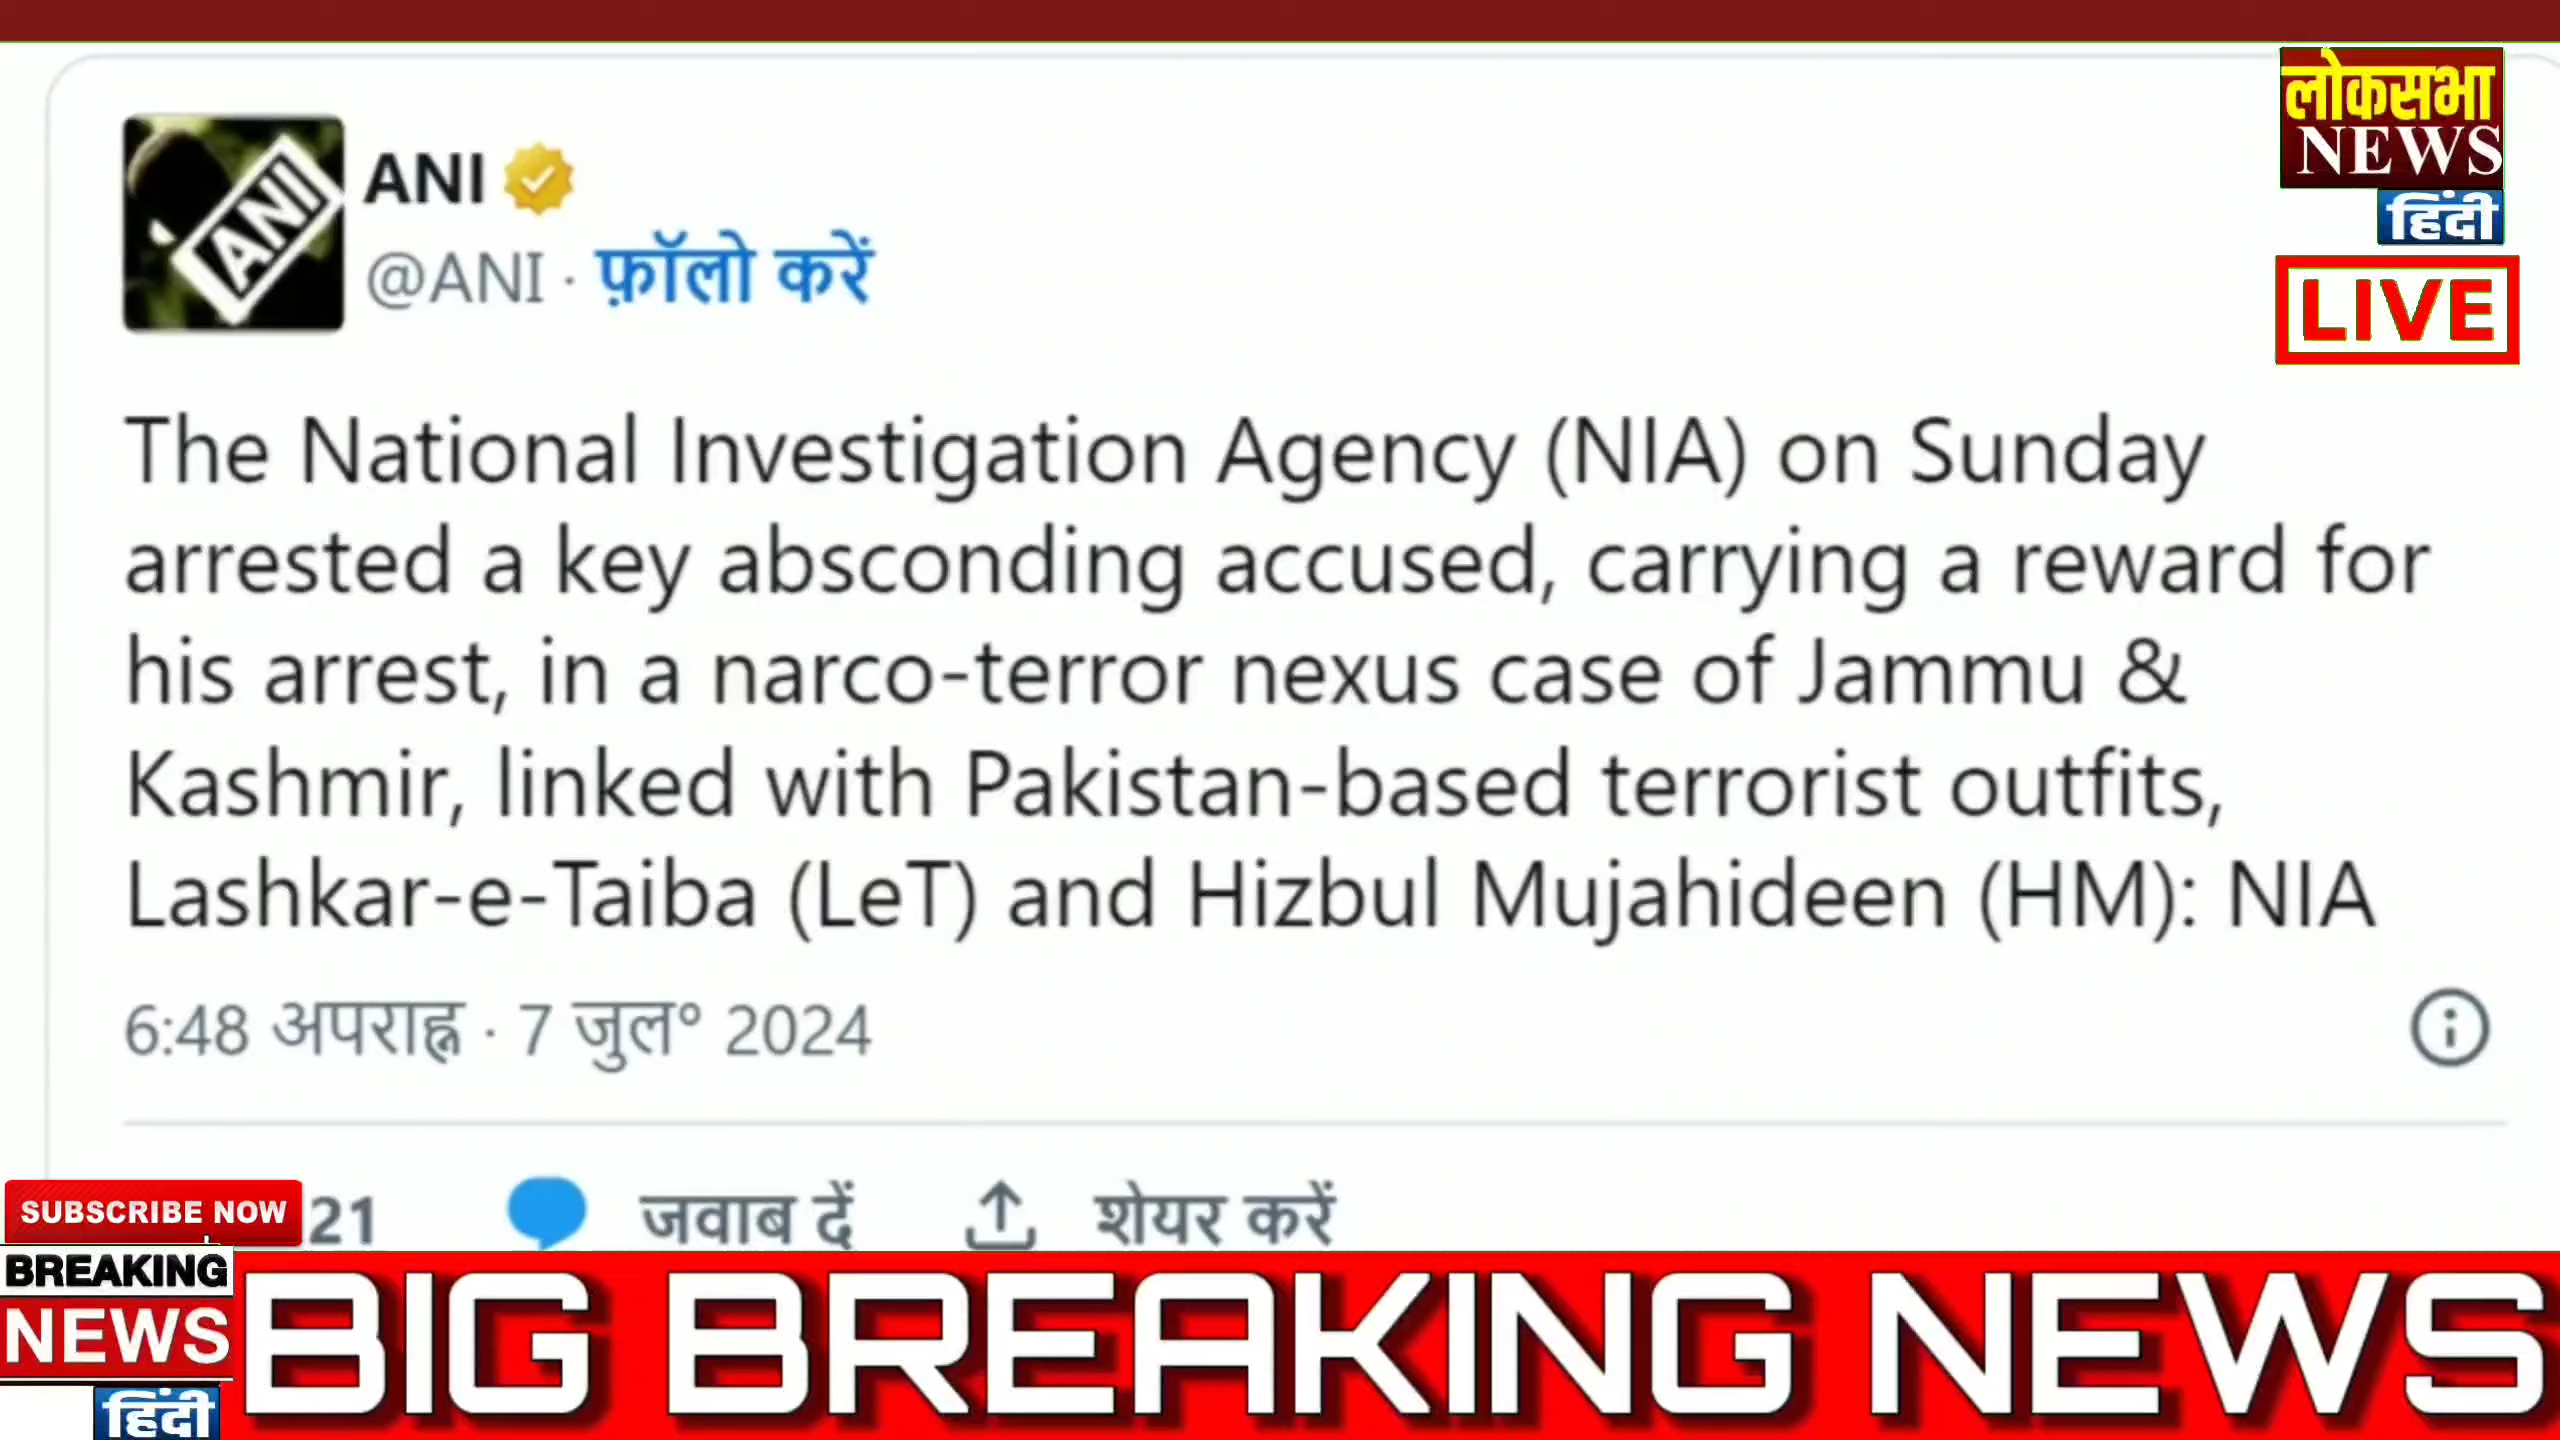 लोकसभा
NEWS
हिंदी
LIVE
ANI
ANI
@ANI · फ़ॉलो करें
The National Investigation Agency (NIA) on Sunday
arrested a key absconding accused, carrying a reward for
his arrest, in a narco-terror nexus case of Jammu &
Kashmir, linked with Pakistan-based terrorist outfits,
Lashkar-e-Taiba (LeT) and Hizbul Mujahideen (HM): NIA
6:48 अपराह्न · 7 जुल॰ 2024
21 जवाब दें शेयर करें
SUBSCRIBE NOW
BREAKING
NEWS
हिंदी
BIG BREAKING NEWS